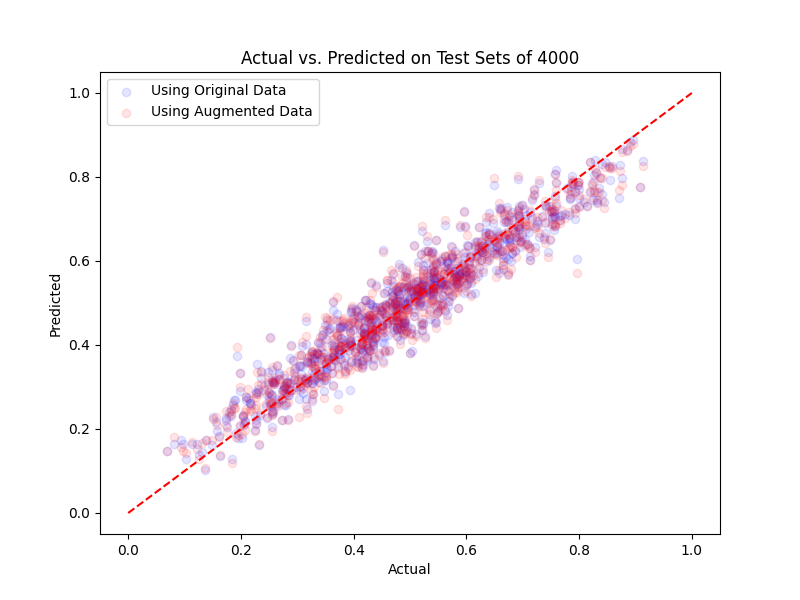 Actual vs. Predicted on Test Sets of 4000
Using Original Data
Using Augmented Data
1.0
0.8
0.6
0.4
0.2
0.0
Predicted
0.0 0.2 0.4 0.6 0.8 1.0
Actual